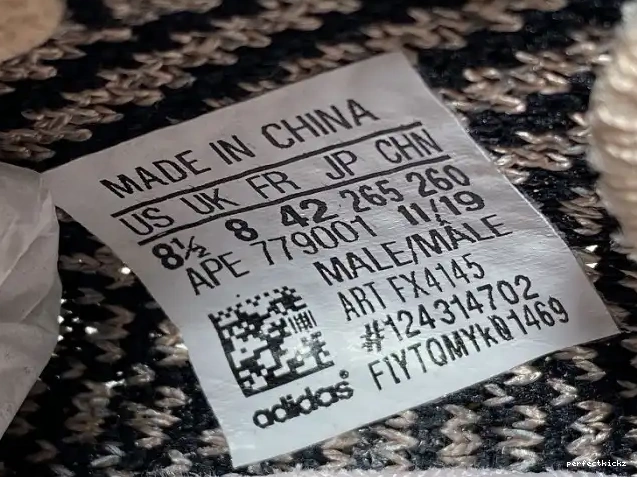 MADE IN CHINA
US UK FR JP CHN
8½ 8 42 265 260
APE 779001 11/19
MALE/MÂLE
ART FX4145
#124314702
FIYTQMYk01469
adidas®
perfectkickz